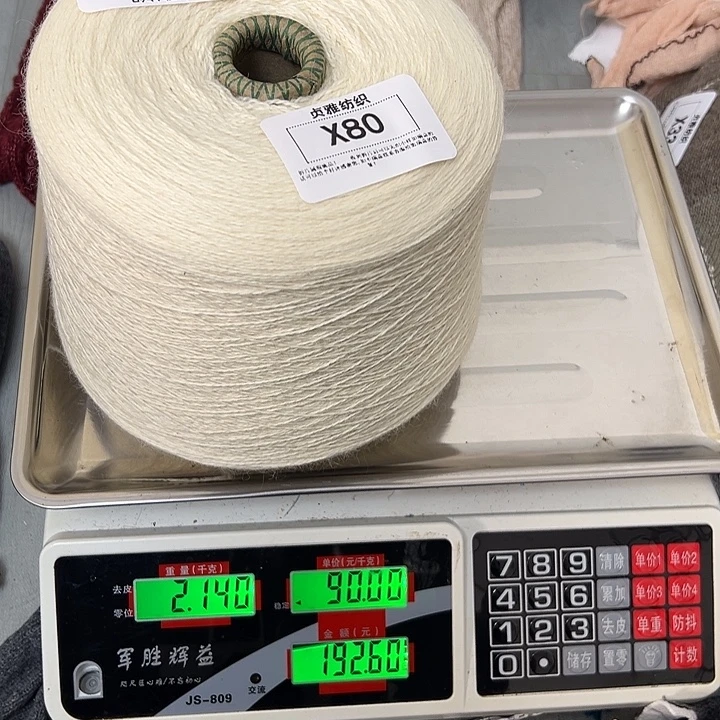 贞雅纺织
X80
X33
重量(千克)
单价(元/千克)
去皮
零位
2.140
稳定
90.00
金额(元)
192.60
军胜辉益
交流
JS-809
7 8 9 清除 单价1 单价2
4 5 6 累加 单价3 单价4
1 2 3 去皮 单重 防抖
0 • 储存 置零 计数